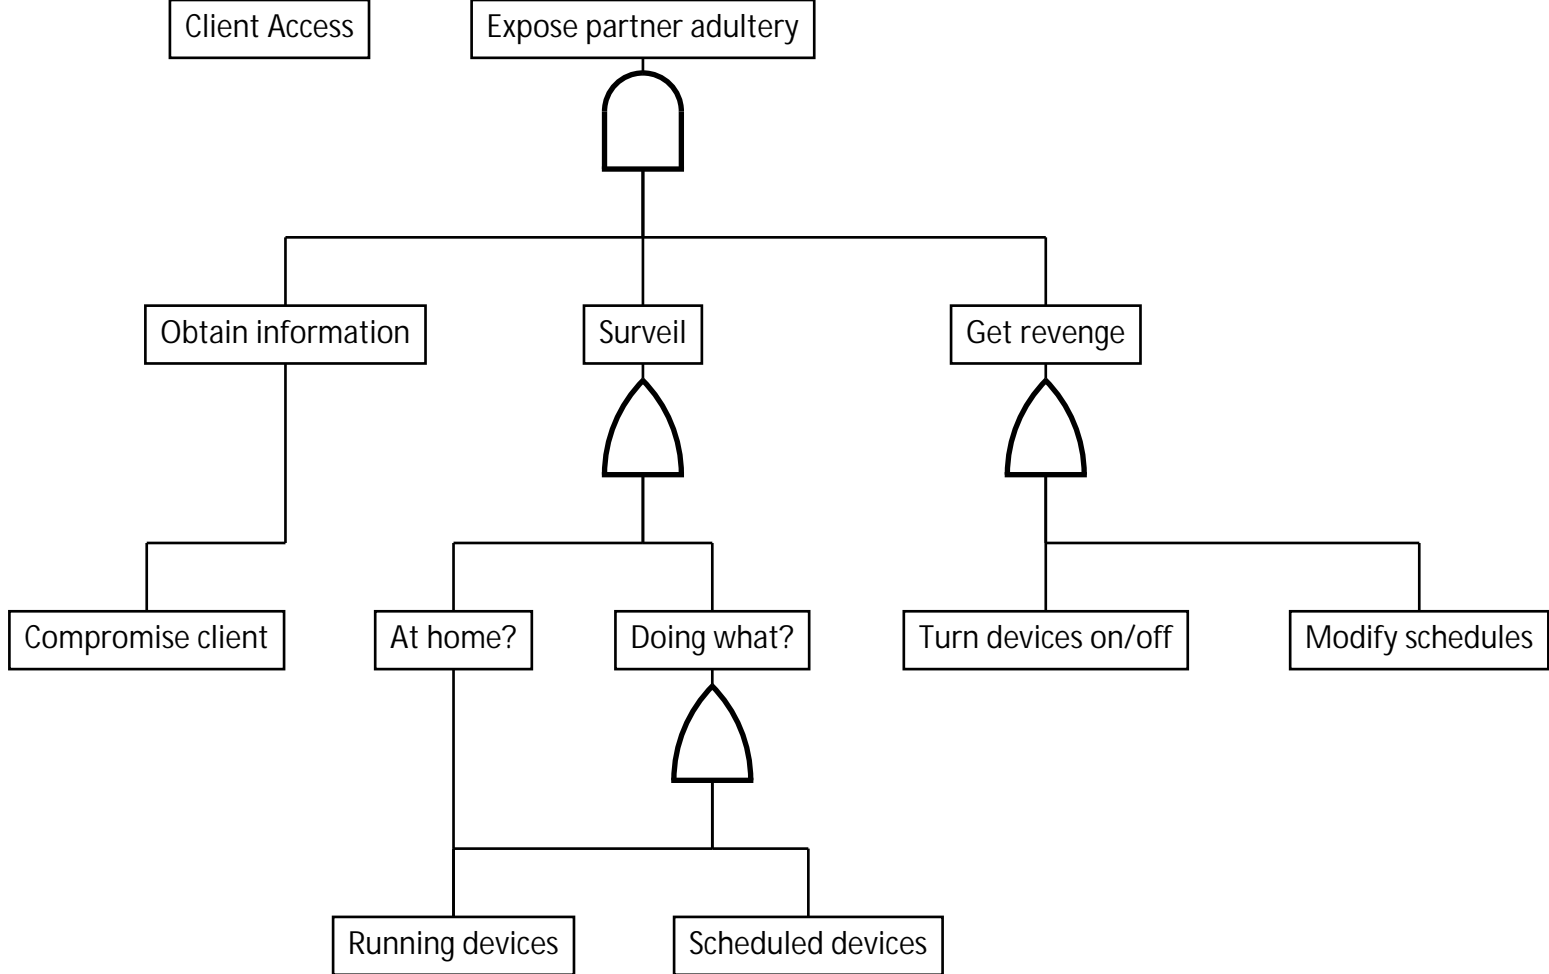 Client Access
Expose partner adultery
Obtain information
Surveil
Get revenge
Compromise client
At home?
Doing what?
Turn devices on/off
Modify schedules
Running devices
Scheduled devices